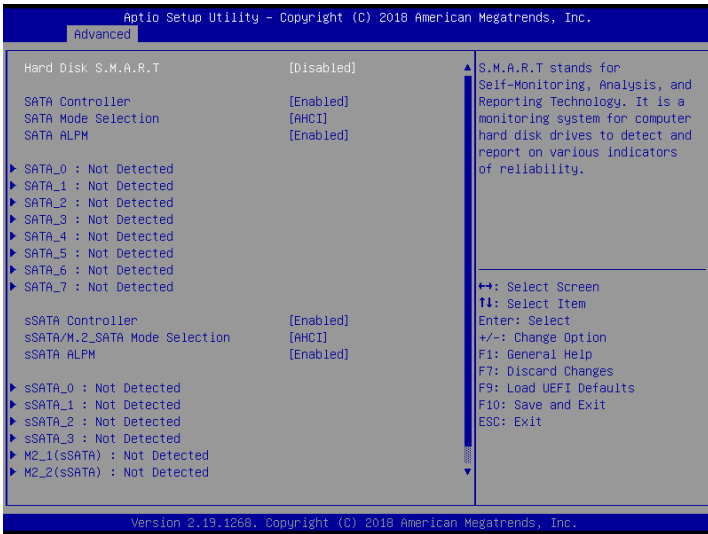 Aptio Setup Utility – Copyright (C) 2018 American Megatrends, Inc.
Advanced
Hard Disk S.M.A.R.T [Disabled]
SATA Controller [Enabled]
SATA Mode Selection [AHCI]
SATA ALPM [Enabled]
SATA_0 : Not Detected
SATA_1 : Not Detected
SATA_2 : Not Detected
SATA_3 : Not Detected
SATA_4 : Not Detected
SATA_5 : Not Detected
SATA_6 : Not Detected
SATA_7 : Not Detected
sSATA Controller [Enabled]
sSATA/M.2_SATA Mode Selection [AHCI]
sSATA ALPM [Enabled]
sSATA_0 : Not Detected
sSATA_1 : Not Detected
sSATA_2 : Not Detected
sSATA_3 : Not Detected
M2_1(sSATA) : Not Detected
M2_2(sSATA) : Not Detected
S.M.A.R.T stands for
Self-Monitoring, Analysis, and
Reporting Technology. It is a
monitoring system for computer
hard disk drives to detect and
report on various indicators
of reliability.
↔: Select Screen
↑↓: Select Item
Enter: Select
+/-: Change Option
F1: General Help
F7: Discard Changes
F9: Load UEFI Defaults
F10: Save and Exit
ESC: Exit
Version 2.19.1268. Copyright (C) 2018 American Megatrends, Inc.